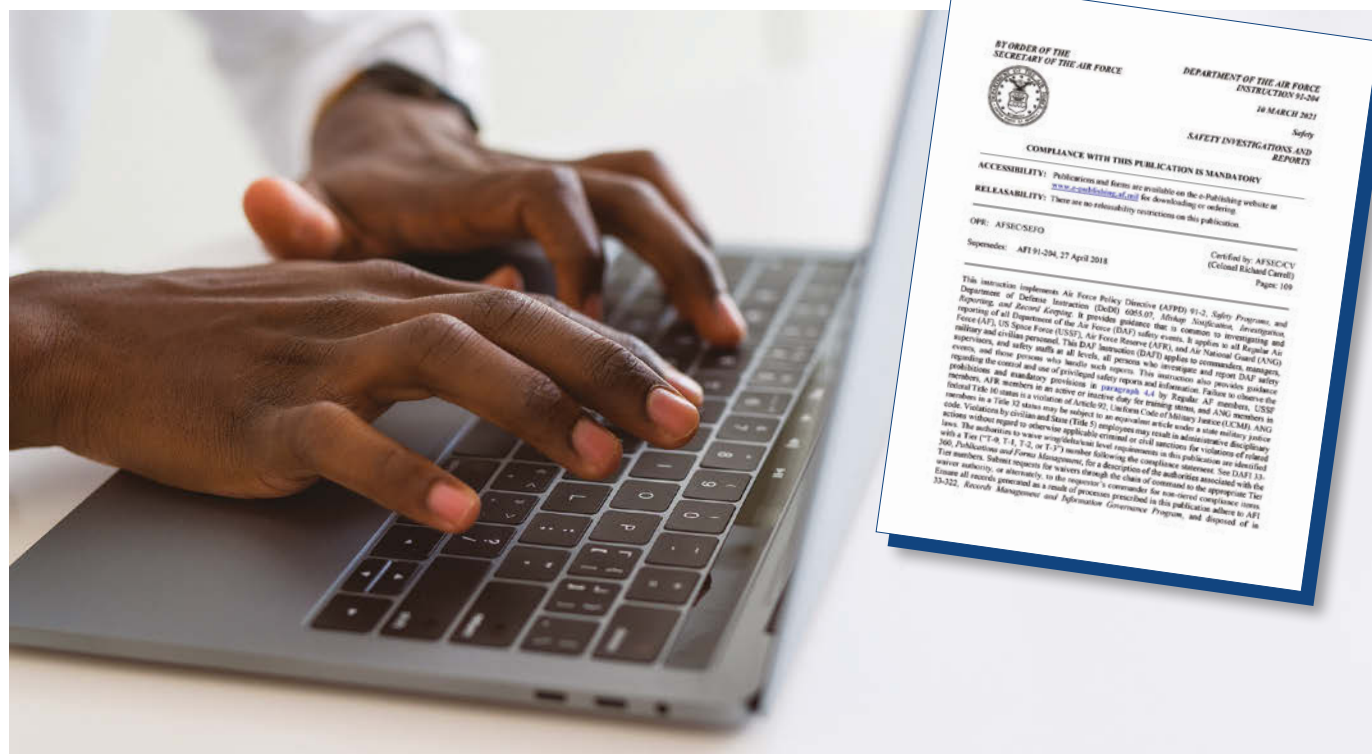 BY ORDER OF THE
SECRETARY OF THE AIR FORCE
DEPARTMENT OF THE AIR FORCE
INSTRUCTION 91-204
10 MARCH 2021
Safety
SAFETY INVESTIGATIONS AND
REPORTS
COMPLIANCE WITH THIS PUBLICATION IS MANDATORY
ACCESSIBILITY: Publications and forms are available on the e-Publishing website at
www.e-publishing.af.mil for downloading or ordering.
RELEASABILITY: There are no releasability restrictions on this publication.
OPR: AFSEC/SEFO
Supersedes: AFI 91-204, 27 April 2018
Certified by: AFSEC/CV
(Colonel Richard Carrell)
Pages: 109
This instruction implements Air Force Policy Directive (AFPD) 91-2, Safety Programs, and
Department of Defense Instruction (DoDI) 6055.07, Mishap Notification, Investigation,
Reporting, and Record Keeping. It provides guidance that is common to investigating and
reporting of all Department of the Air Force (DAF) safety events. It applies to all Regular Air
Force (AF), US Space Force (USSF), Air Force Reserve (AFR), and Air National Guard (ANG)
military and civilian personnel. This DAF Instruction (DAFI) applies to commanders, managers,
supervisors, and safety staffs at all levels, all persons who investigate and report DAF safety
events, and those persons who handle such reports. This instruction also provides guidance
regarding the control and use of privileged safety reports and information. Failure to observe the
prohibitions and mandatory provisions in paragraph 4.4 by Regular AF members, USSF
members, AFR members in an active or inactive duty for training status, and ANG members in
federal Title 10 status is a violation of Article 92, Uniform Code of Military Justice (UCMJ). ANG
members in a Title 32 status may be subject to an equivalent article under a state military justice
code. Violations by civilian and State (Title 5) employees may result in administrative disciplinary
actions without regard to otherwise applicable criminal or civil sanctions for violations of related
laws. The authorities to waive wing/delta/unit level requirements in this publication are identified
with a Tier ("T-0, T-1, T-2, or T-3") number following the compliance statement. See DAFI 33-
360, Publications and Forms Management, for a description of the authorities associated with the
Tier numbers. Submit requests for waivers through the chain of command to the appropriate Tier
waiver authority, or alternately, to the requestor's commander for non-tiered compliance items.
Ensure all records generated as a result of processes prescribed in this publication adhere to AFI
33-322, Records Management and Information Governance Program, and disposed of in